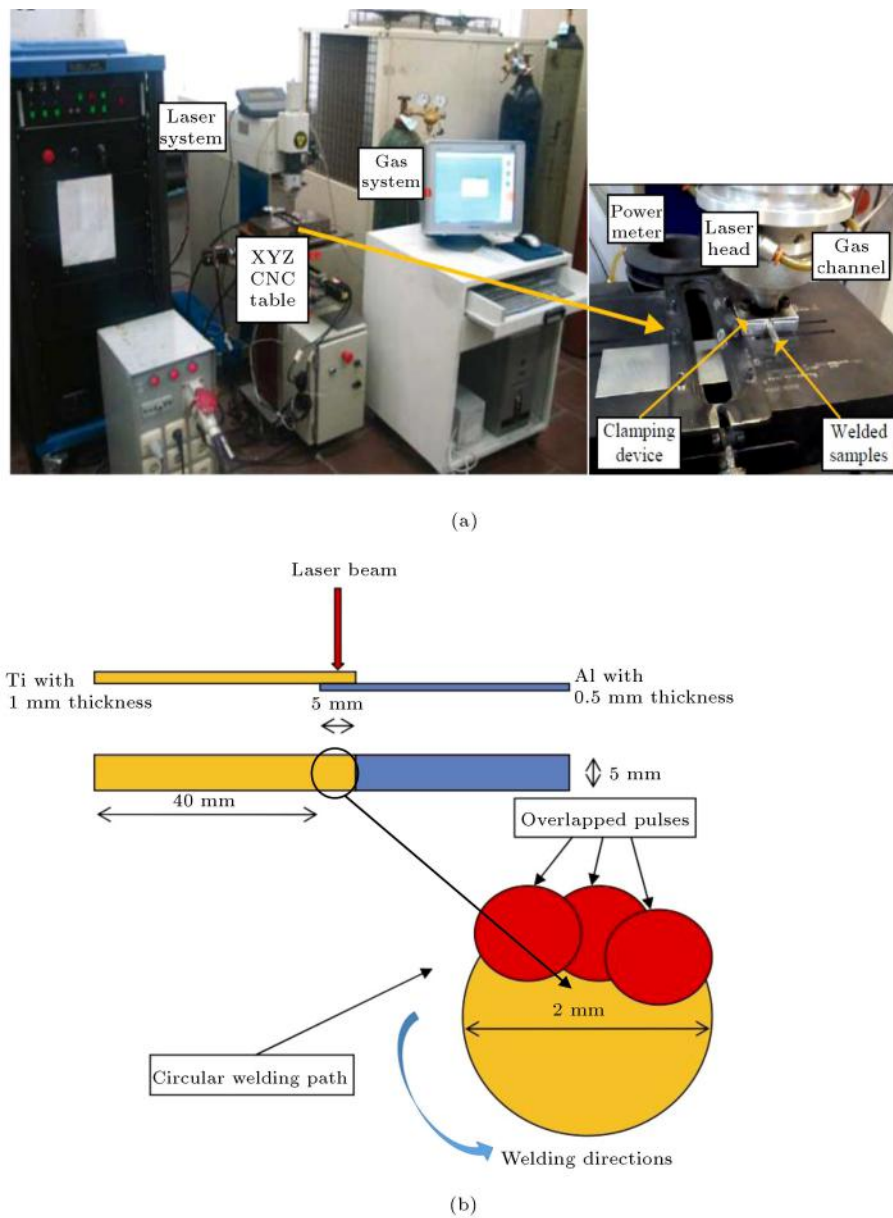 Laser
system
Gas
system
XYZ
CNC
table
Power
meter
Laser
head
Gas
channel
Clamping
device
Welded
samples
(a)
Laser beam
Ti with
1 mm thickness
Al with
0.5 mm thickness
5 mm
5 mm
40 mm
Overlapped pulses
2 mm
Circular welding path
Welding directions
(b)